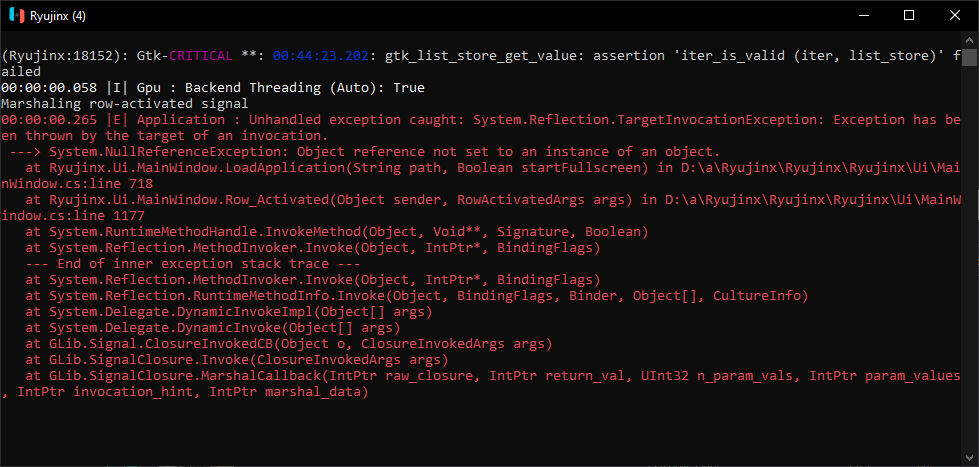 Ryujinx (4)
(Ryujinx:18152): Gtk-CRITICAL **: 00:44:23.202: gtk_list_store_get_value: assertion 'iter_is_valid (iter, list_store)' f
ailed
00:00:00.058 |I| Gpu : Backend Threading (Auto): True
Marshaling row-activated signal
00:00:00.265 |E| Application : Unhandled exception caught: System.Reflection.TargetInvocationException: Exception has be
en thrown by the target of an invocation.
 ---> System.NullReferenceException: Object reference not set to an instance of an object.
   at Ryujinx.Ui.MainWindow.LoadApplication(String path, Boolean startFullscreen) in D:\a\Ryujinx\Ryujinx\Ryujinx\Ui\Mai
nWindow.cs:line 718
   at Ryujinx.Ui.MainWindow.Row_Activated(Object sender, RowActivatedArgs args) in D:\a\Ryujinx\Ryujinx\Ryujinx\Ui\MainW
indow.cs:line 1177
   at System.RuntimeMethodHandle.InvokeMethod(Object, Void**, Signature, Boolean)
   at System.Reflection.MethodInvoker.Invoke(Object, IntPtr*, BindingFlags)
   --- End of inner exception stack trace ---
   at System.Reflection.MethodInvoker.Invoke(Object, IntPtr*, BindingFlags)
   at System.Reflection.RuntimeMethodInfo.Invoke(Object, BindingFlags, Binder, Object[], CultureInfo)
   at System.Delegate.DynamicInvokeImpl(Object[] args)
   at System.Delegate.DynamicInvoke(Object[] args)
   at GLib.Signal.ClosureInvokedCB(Object o, ClosureInvokedArgs args)
   at GLib.SignalClosure.Invoke(ClosureInvokedArgs args)
   at GLib.SignalClosure.MarshalCallback(IntPtr raw_closure, IntPtr return_val, UInt32 n_param_vals, IntPtr param_values
, IntPtr invocation_hint, IntPtr marshal_data)